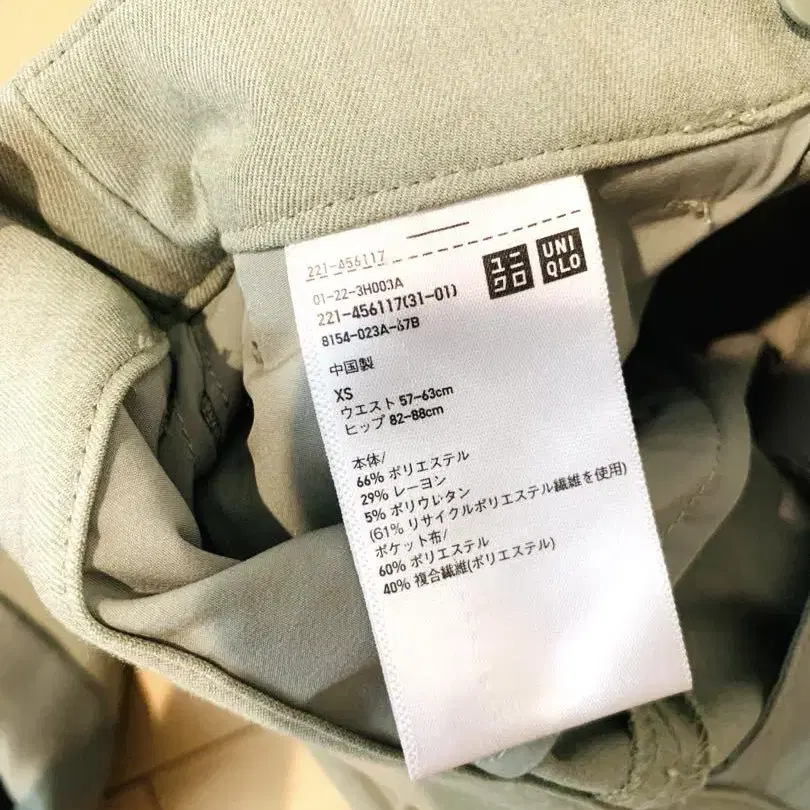 221-456117
01-22-3H003A
ユニ
クロ
UNI
QLO
221-456117(31-01)
8154-023A-67B
中国製
XS
ウエスト 57-63cm
ヒップ 82-88cm
本体/
66% ポリエステル
29% レーヨン
5% ポリウレタン
(61% リサイクルポリエステル繊維を使用)
ポケット布/
60% ポリエステル
40% 複合繊維(ポリエステル)